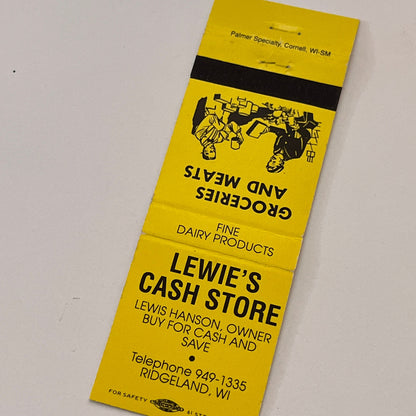 Palmer Specialty, Cornell, WI-SM
GROCERIES
AND MEATS
FINE
DAIRY PRODUCTS
LEWIE'S
CASH STORE
LEWIS HANSON, OWNER
BUY FOR CASH AND
SAVE
•
Telephone 949-1335
RIDGELAND, WI
FOR SAFETY